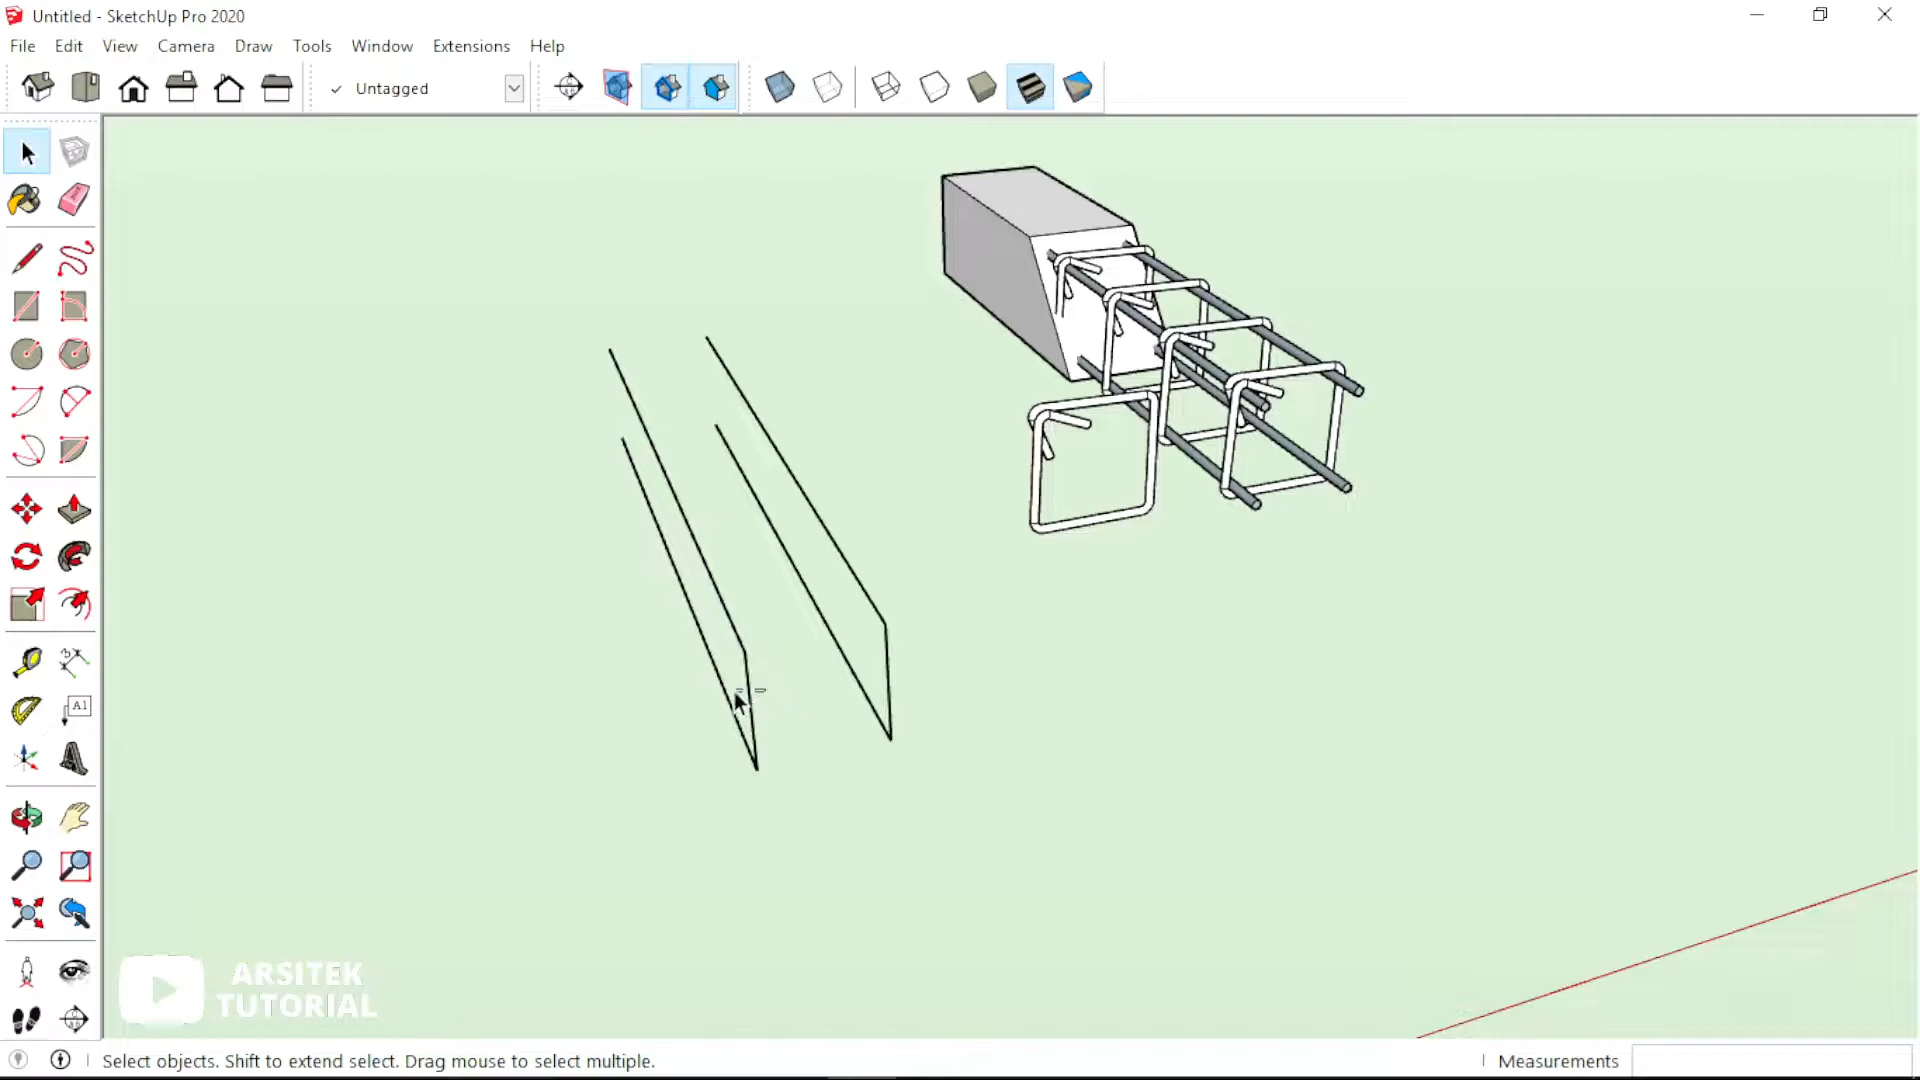 Untitled - SketchUp Pro 2020
File Edit View Camera Draw Tools Window Extensions Help
✓ Untagged
A1
ARSITEK
TUTORIAL
Select objects. Shift to extend select. Drag mouse to select multiple.
Measurements